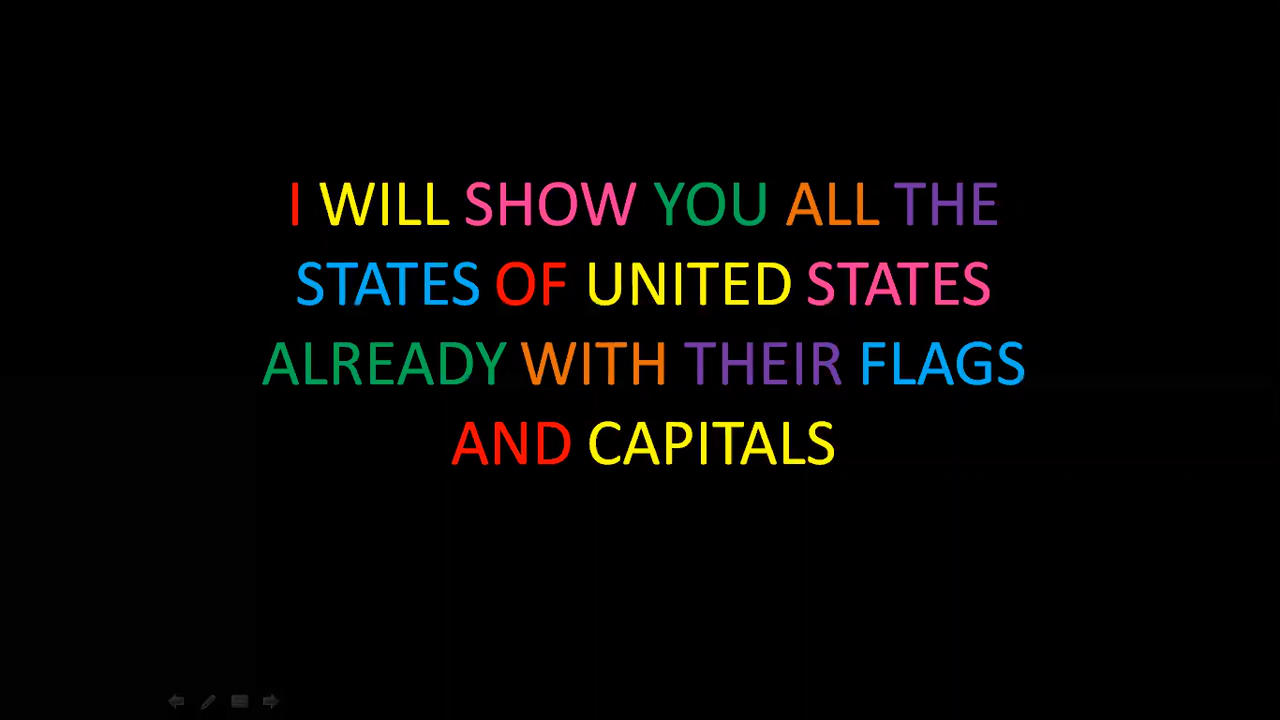 I WILL SHOW YOU ALL THE
STATES OF UNITED STATES
ALREADY WITH THEIR FLAGS
AND CAPITALS